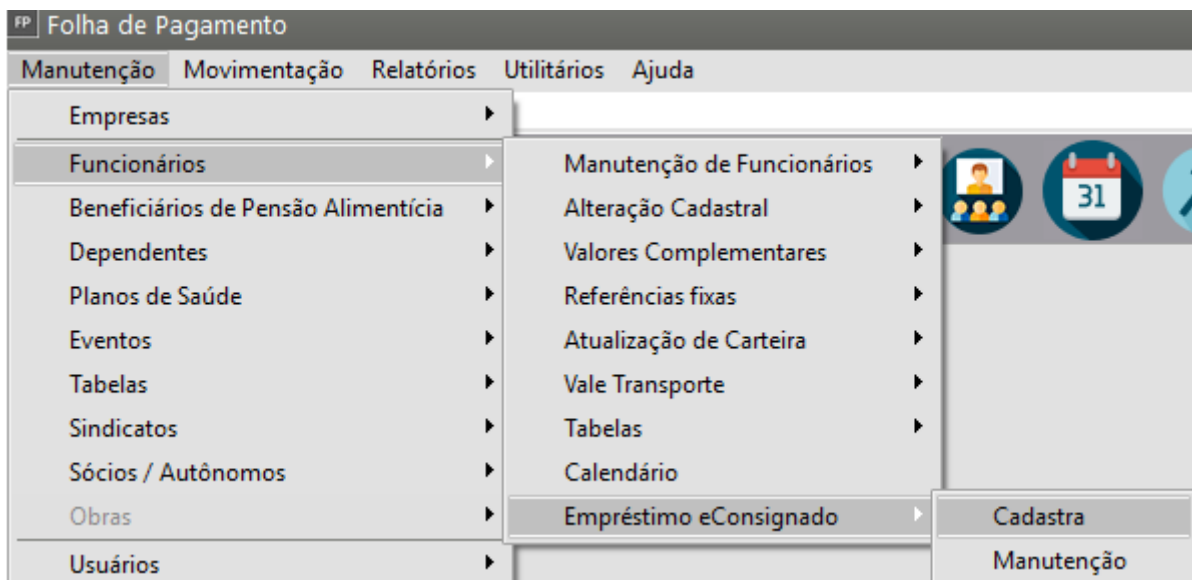 FP Folha de Pagamento
Manutenção Movimentação Relatórios Utilitários Ajuda
Empresas
Funcionários
Beneficiários de Pensão Alimentícia
Dependentes
Planos de Saúde
Eventos
Tabelas
Sindicatos
Sócios / Autônomos
Obras
Usuários
Manutenção de Funcionários
Alteração Cadastral
Valores Complementares
Referências fixas
Atualização de Carteira
Vale Transporte
Tabelas
Calendário
Empréstimo eConsignado
Cadastra
Manutenção
31